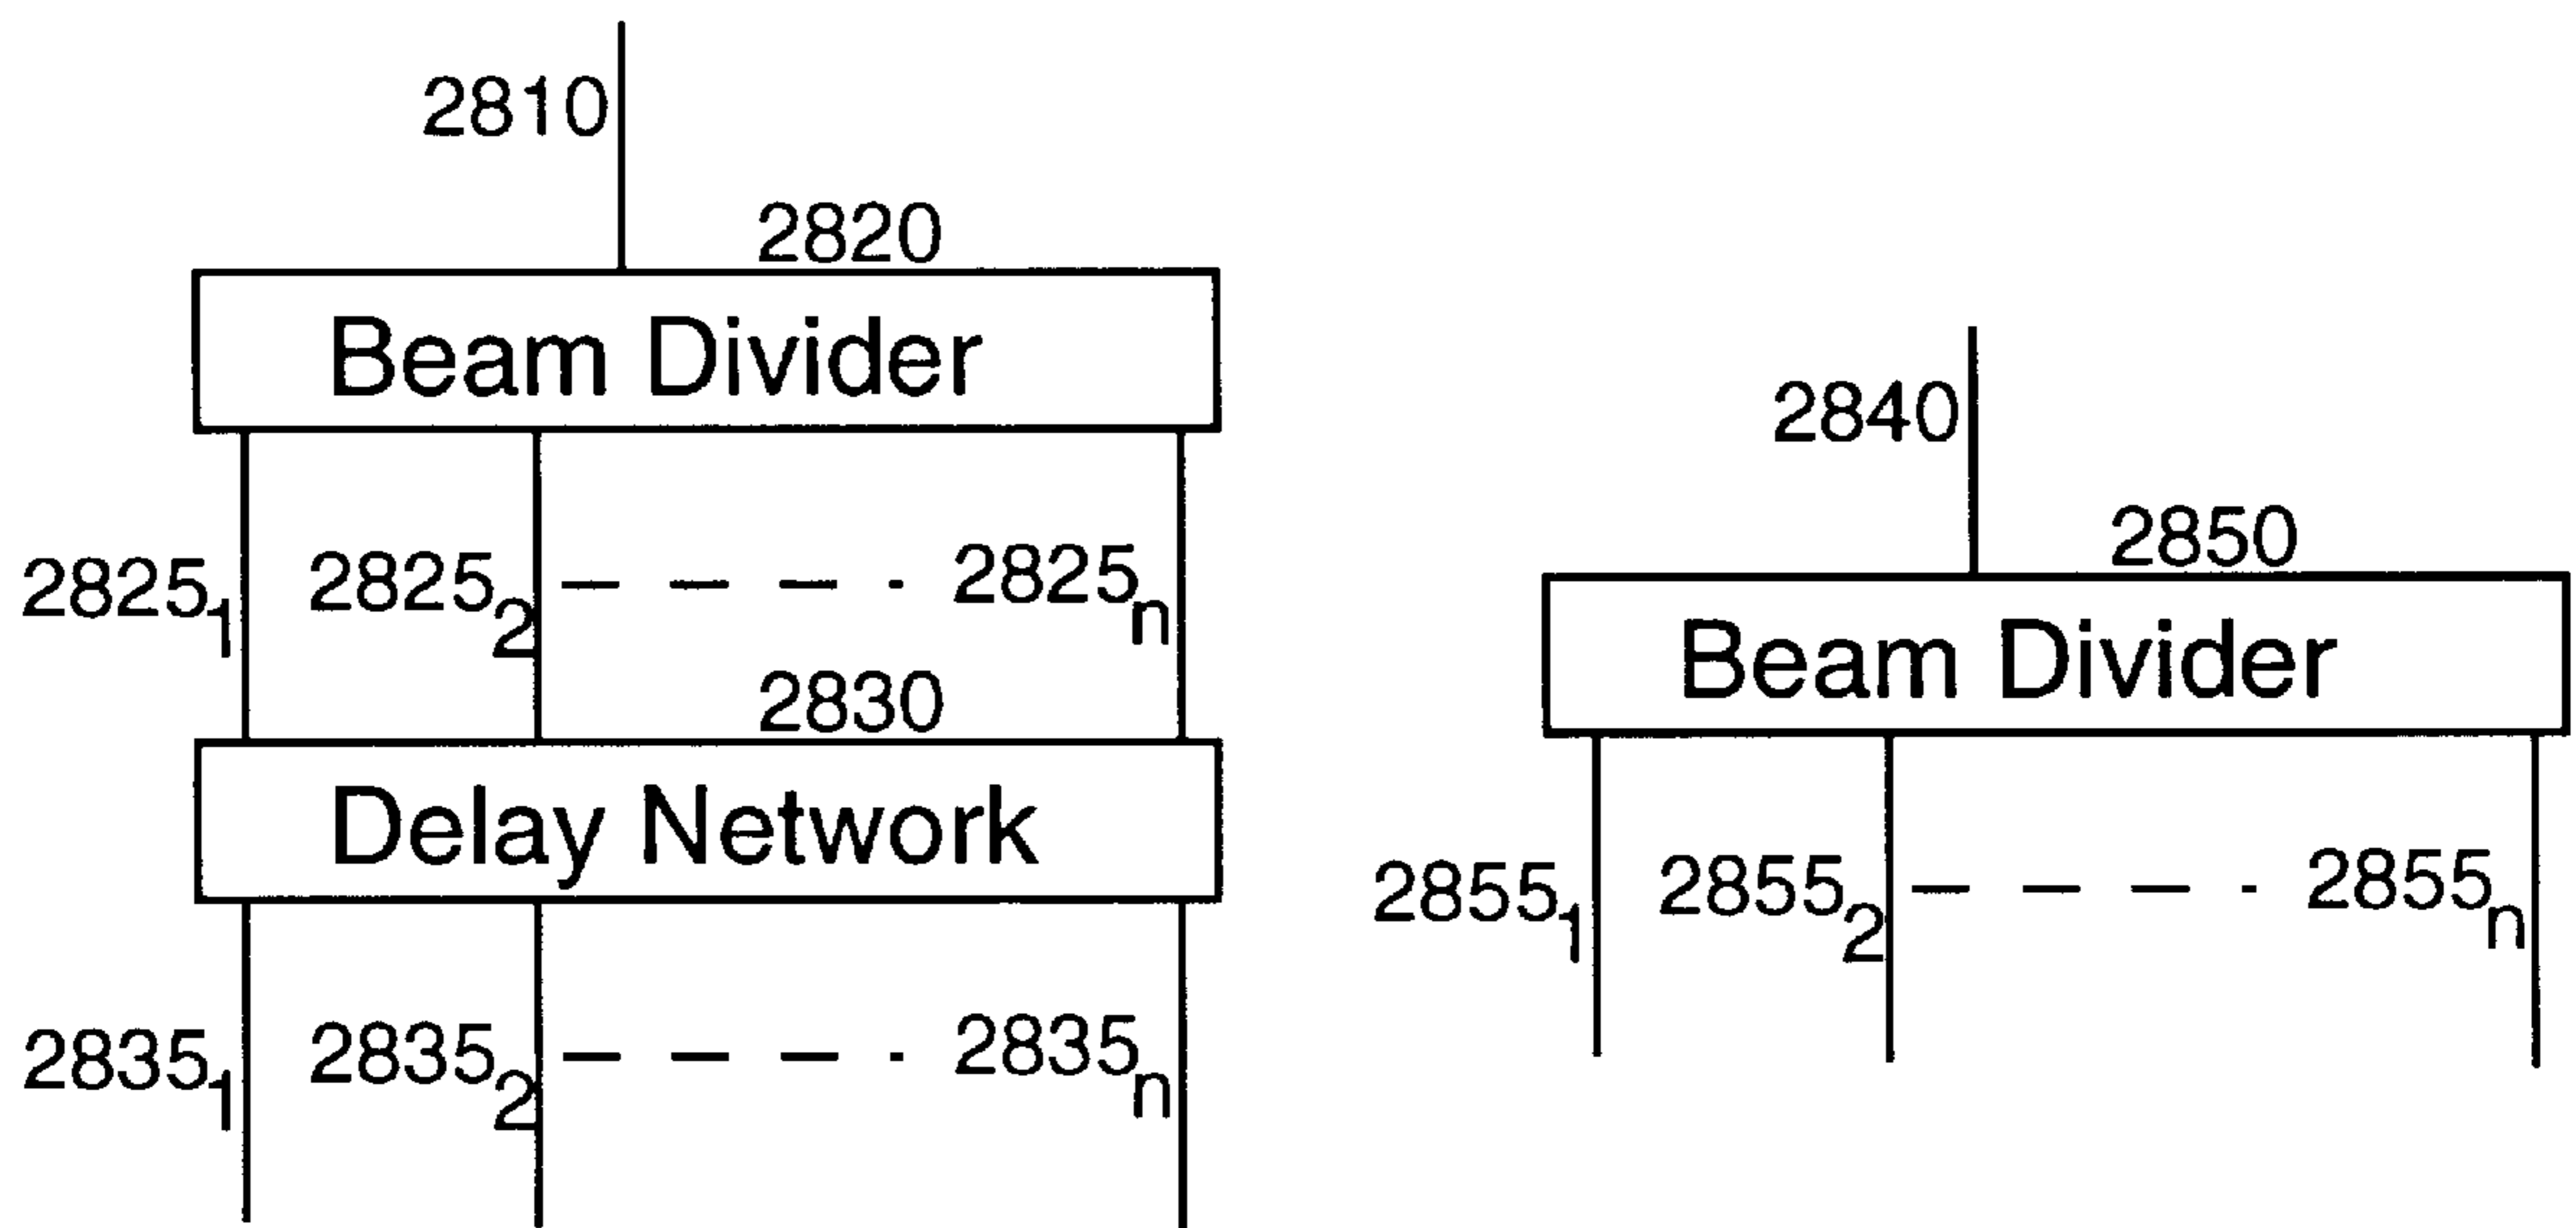 2810
2820
Beam Divider
2825₁ 2825₂ 2825ₙ
2830
Delay Network
2835₁ 2835₂ 2835ₙ
2840
2850
Beam Divider
2855₁ 2855₂ 2855ₙ